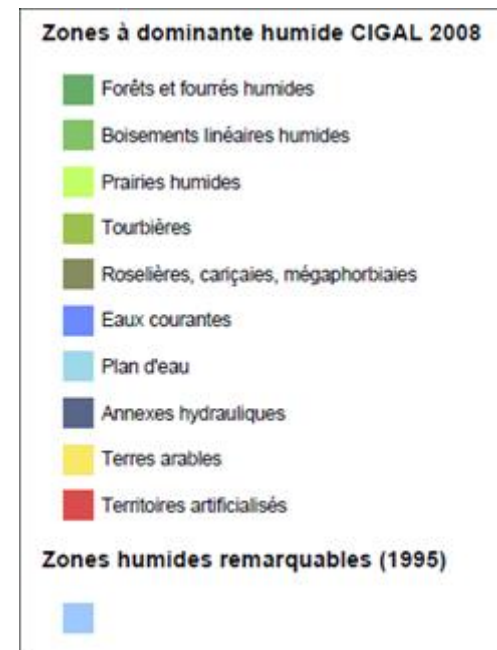 Zones à dominante humide CIGAL 2008
Forêts et fourrés humides
Boisements linéaires humides
Prairies humides
Tourbières
Roselières, cariçaies, mégaphorbiaies
Eaux courantes
Plan d'eau
Annexes hydrauliques
Terres arables
Territoires artificialisés
Zones humides remarquables (1995)